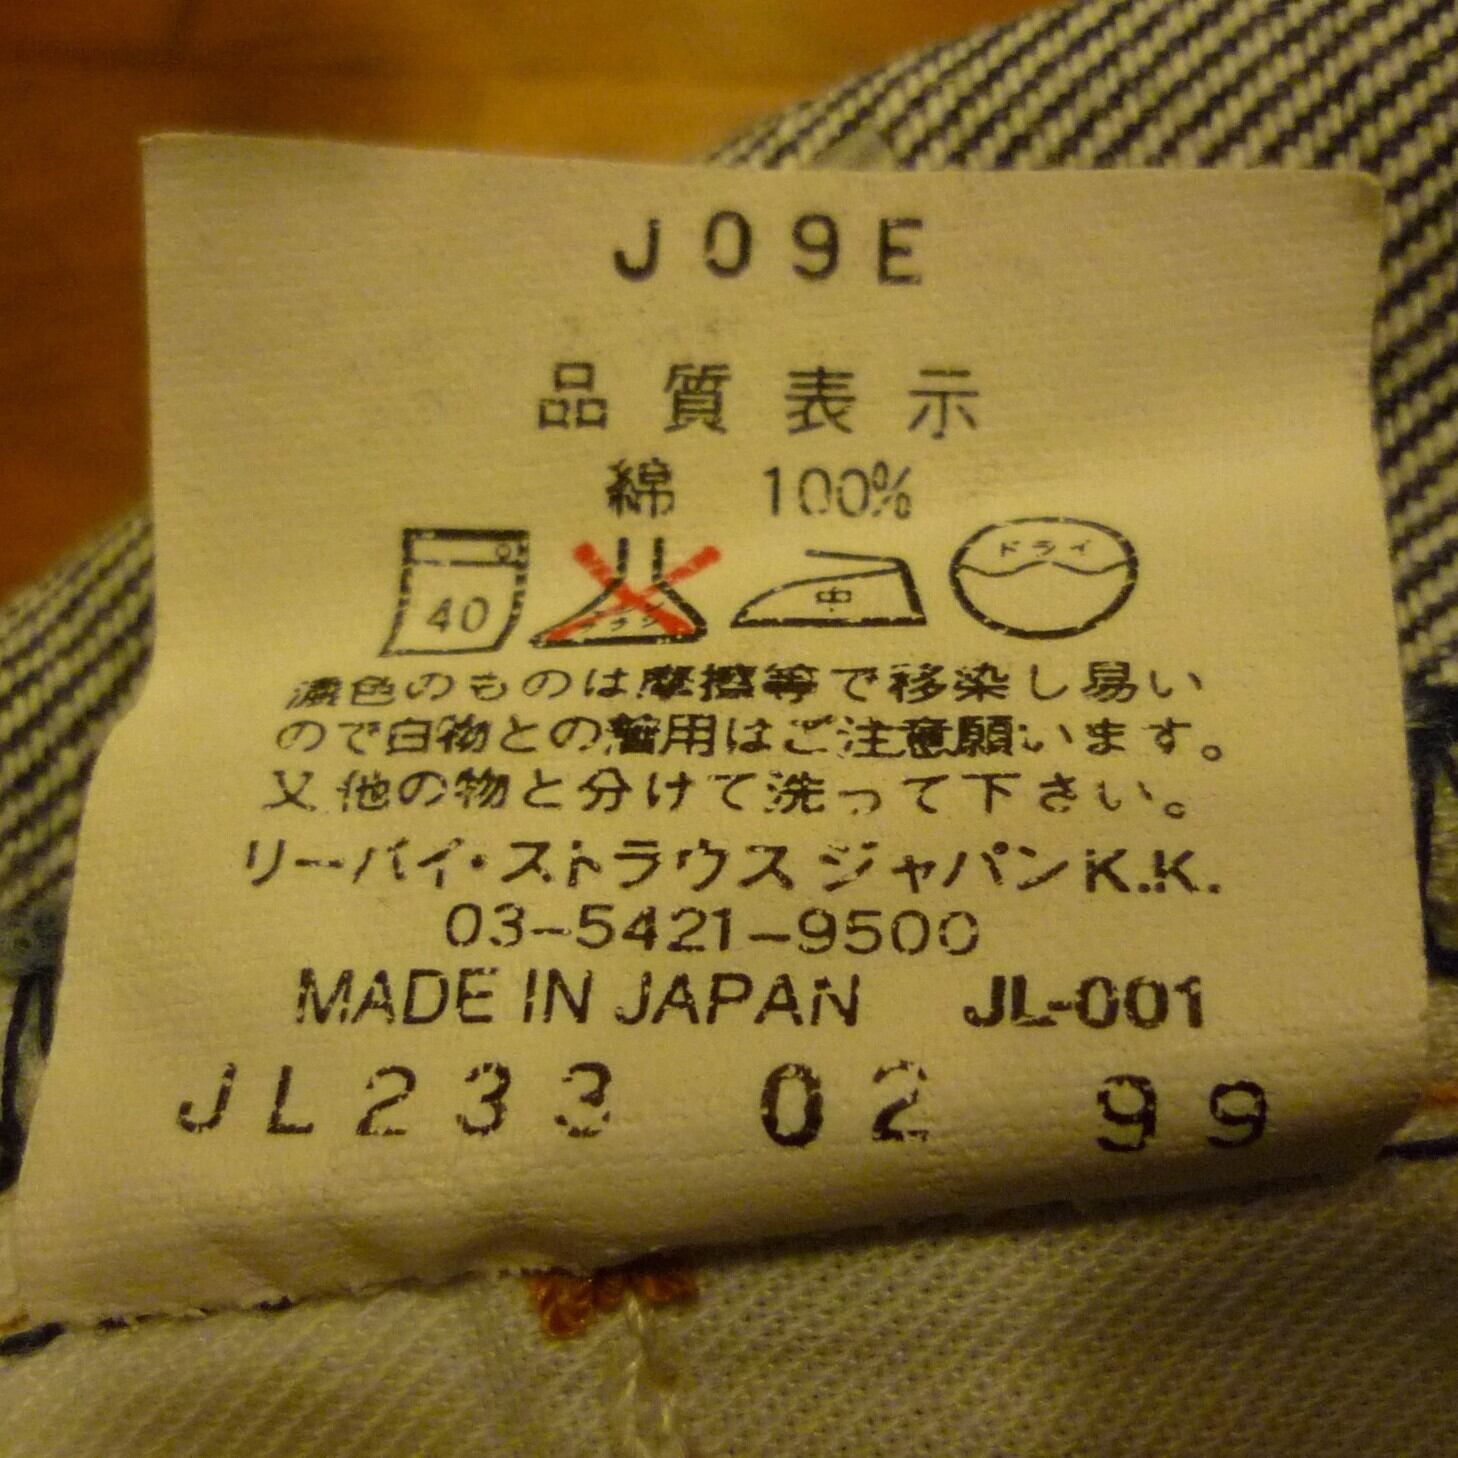 J09E
品質表示
綿 100%
40 中 ドライ
濃色のものは摩擦等で移染し易い
ので白物との着用はご注意願います。
又他の物と分けて洗って下さい。
リーバイ・ストラウス ジャパンK.K.
03-5421-9500
MADE IN JAPAN JL-001
JL233 02 99